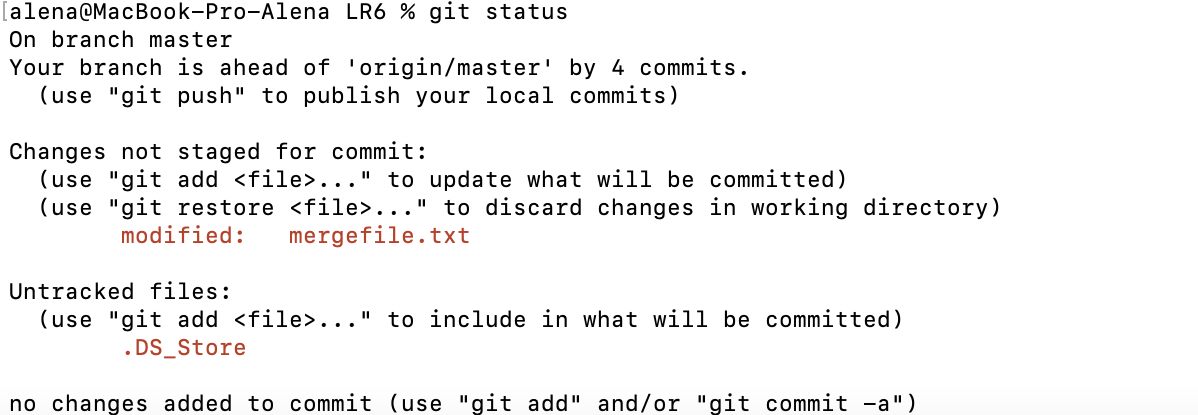 [alena@MacBook-Pro-Alena LR6 % git status
On branch master
Your branch is ahead of 'origin/master' by 4 commits.
  (use "git push" to publish your local commits)

Changes not staged for commit:
  (use "git add <file>..." to update what will be committed)
  (use "git restore <file>..." to discard changes in working directory)
        modified:   mergefile.txt

Untracked files:
  (use "git add <file>..." to include in what will be committed)
        .DS_Store

no changes added to commit (use "git add" and/or "git commit -a")